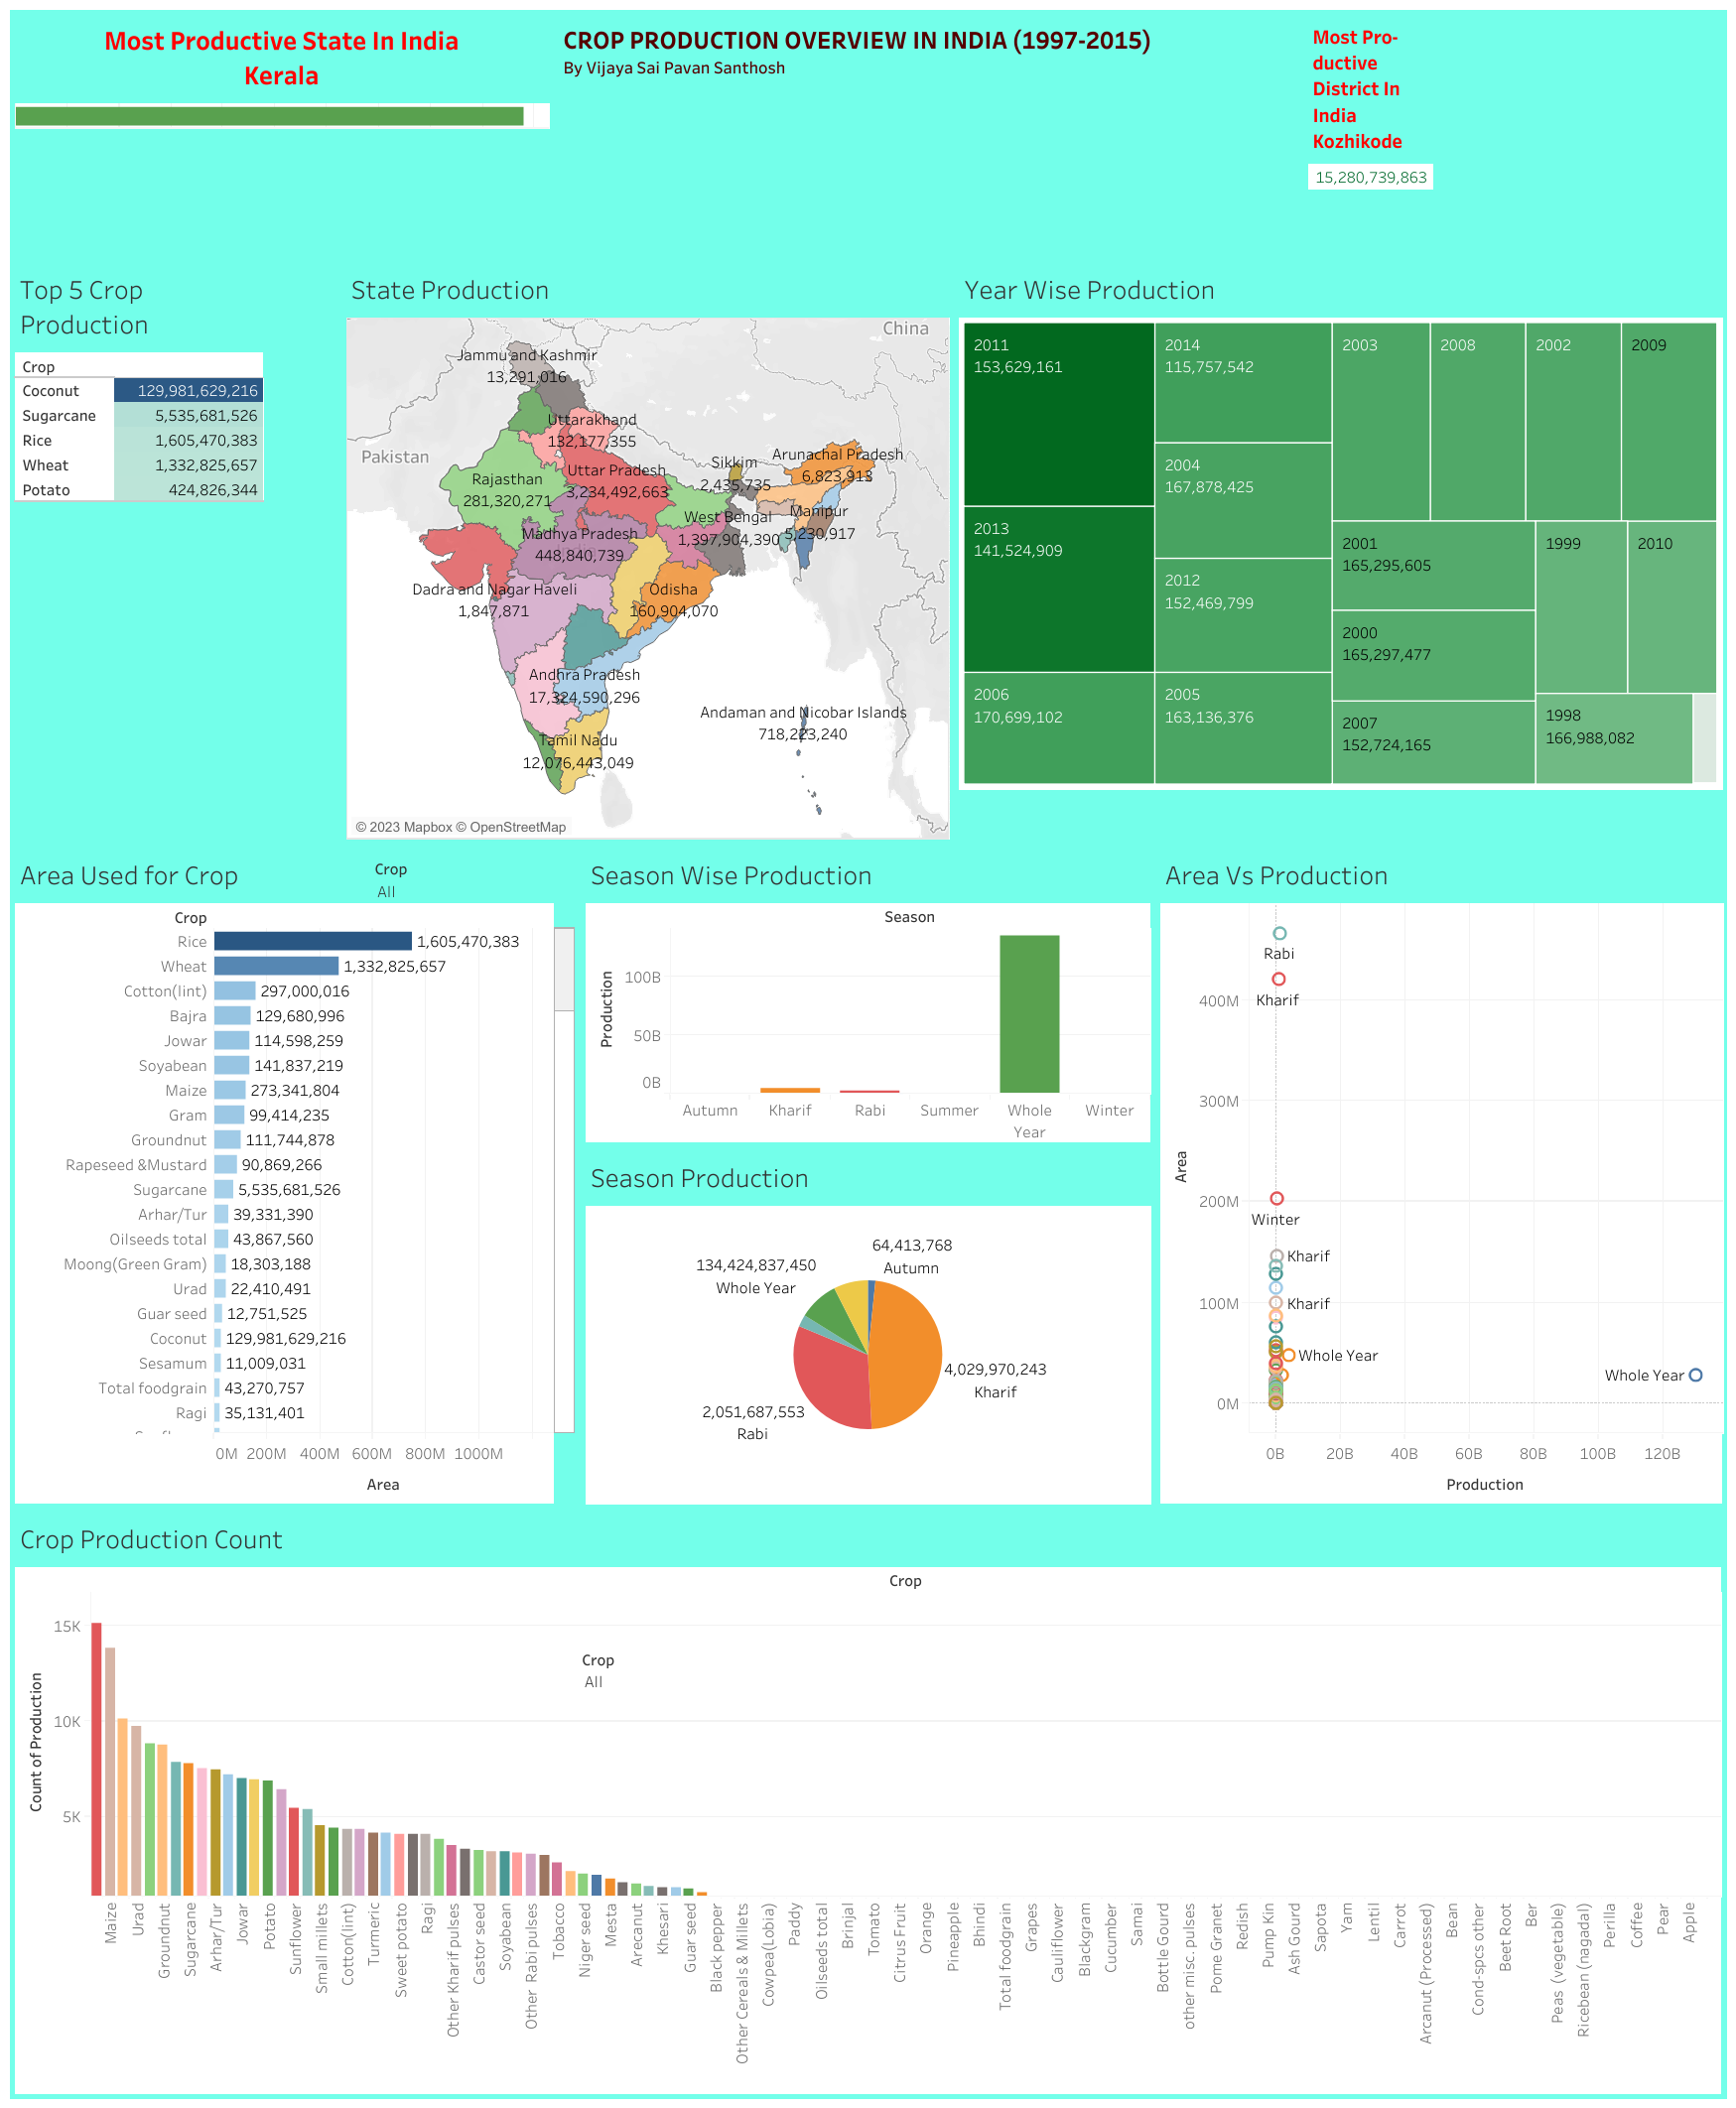 Most Productive State In India
Kerala
CROP PRODUCTION OVERVIEW IN INDIA (1997-2015)
By Vijaya Sai Pavan Santhosh
Most Pro-
ductive
District In
India
Kozhikode
15,280,739,863
Top 5 Crop
Production
Crop
Coconut 129,981,629,216
Sugarcane 5,535,681,526
Rice 1,605,470,383
Wheat 1,332,825,657
Potato 424,826,344
State Production
China
Jammu and Kashmir
13,291,016
Uttarakhand
132,177,355
Pakistan
Arunachal Pradesh
6,823,913
Sikkim
2,435,735
Uttar Pradesh
3,234,492,663
Rajasthan
281,320,271
West Bengal
1,397,904,390
Manipur
5,230,917
Madhya Pradesh
448,840,739
Dadra and Nagar Haveli
1,847,871
Odisha
160,904,070
Andhra Pradesh
17,324,590,296
Andaman and Nicobar Islands
718,223,240
Tamil Nadu
12,076,443,049
© 2023 Mapbox © OpenStreetMap
Year Wise Production
2011
153,629,161
2013
141,524,909
2006
170,699,102
2014
115,757,542
2004
167,878,425
2012
152,469,799
2005
163,136,376
2003
2008
2002
2009
2001
165,295,605
2000
165,297,477
2007
152,724,165
1999
2010
1998
166,988,082
Area Used for Crop
Crop
All
Crop
Rice 1,605,470,383
Wheat 1,332,825,657
Cotton(lint) 297,000,016
Bajra 129,680,996
Jowar 114,598,259
Soyabean 141,837,219
Maize 273,341,804
Gram 99,414,235
Groundnut 111,744,878
Rapeseed &Mustard 90,869,266
Sugarcane 5,535,681,526
Arhar/Tur 39,331,390
Oilseeds total 43,867,560
Moong(Green Gram) 18,303,188
Urad 22,410,491
Guar seed 12,751,525
Coconut 129,981,629,216
Sesamum 11,009,031
Total foodgrain 43,270,757
Ragi 35,131,401
0M 200M 400M 600M 800M 1000M
Area
Season Wise Production
Season
Production
100B
50B
0B
Autumn Kharif Rabi Summer Whole Year Winter
Season Production
64,413,768
Autumn
134,424,837,450
Whole Year
4,029,970,243
Kharif
2,051,687,553
Rabi
Area Vs Production
Area
400M
300M
200M
100M
0M
Rabi
Kharif
Winter
Kharif
Kharif
Whole Year
Whole Year
0B 20B 40B 60B 80B 100B 120B
Production
Crop Production Count
Crop
Count of Production
15K
10K
5K
Crop
All
Maize
Urad
Groundnut
Sugarcane
Arhar/Tur
Jowar
Potato
Sunflower
Small millets
Cotton(lint)
Turmeric
Sweet potato
Ragi
Other Kharif pulses
Castor seed
Soyabean
Other Rabi pulses
Tobacco
Niger seed
Mesta
Arecanut
Khesari
Guar seed
Black pepper
Other Cereals & Millets
Cowpea(Lobia)
Paddy
Oilseeds total
Brinjal
Tomato
Citrus Fruit
Orange
Pineapple
Bhindi
Total foodgrain
Grapes
Cauliflower
Blackgram
Cucumber
Samai
Bottle Gourd
other misc. pulses
Pome Granet
Redish
Pump Kin
Ash Gourd
Sapota
Yam
Lentil
Carrot
Arcanut (Processed)
Bean
Cond-spcs other
Beet Root
Ber
Peas (vegetable)
Ricebean (nagadal)
Perilla
Coffee
Pear
Apple